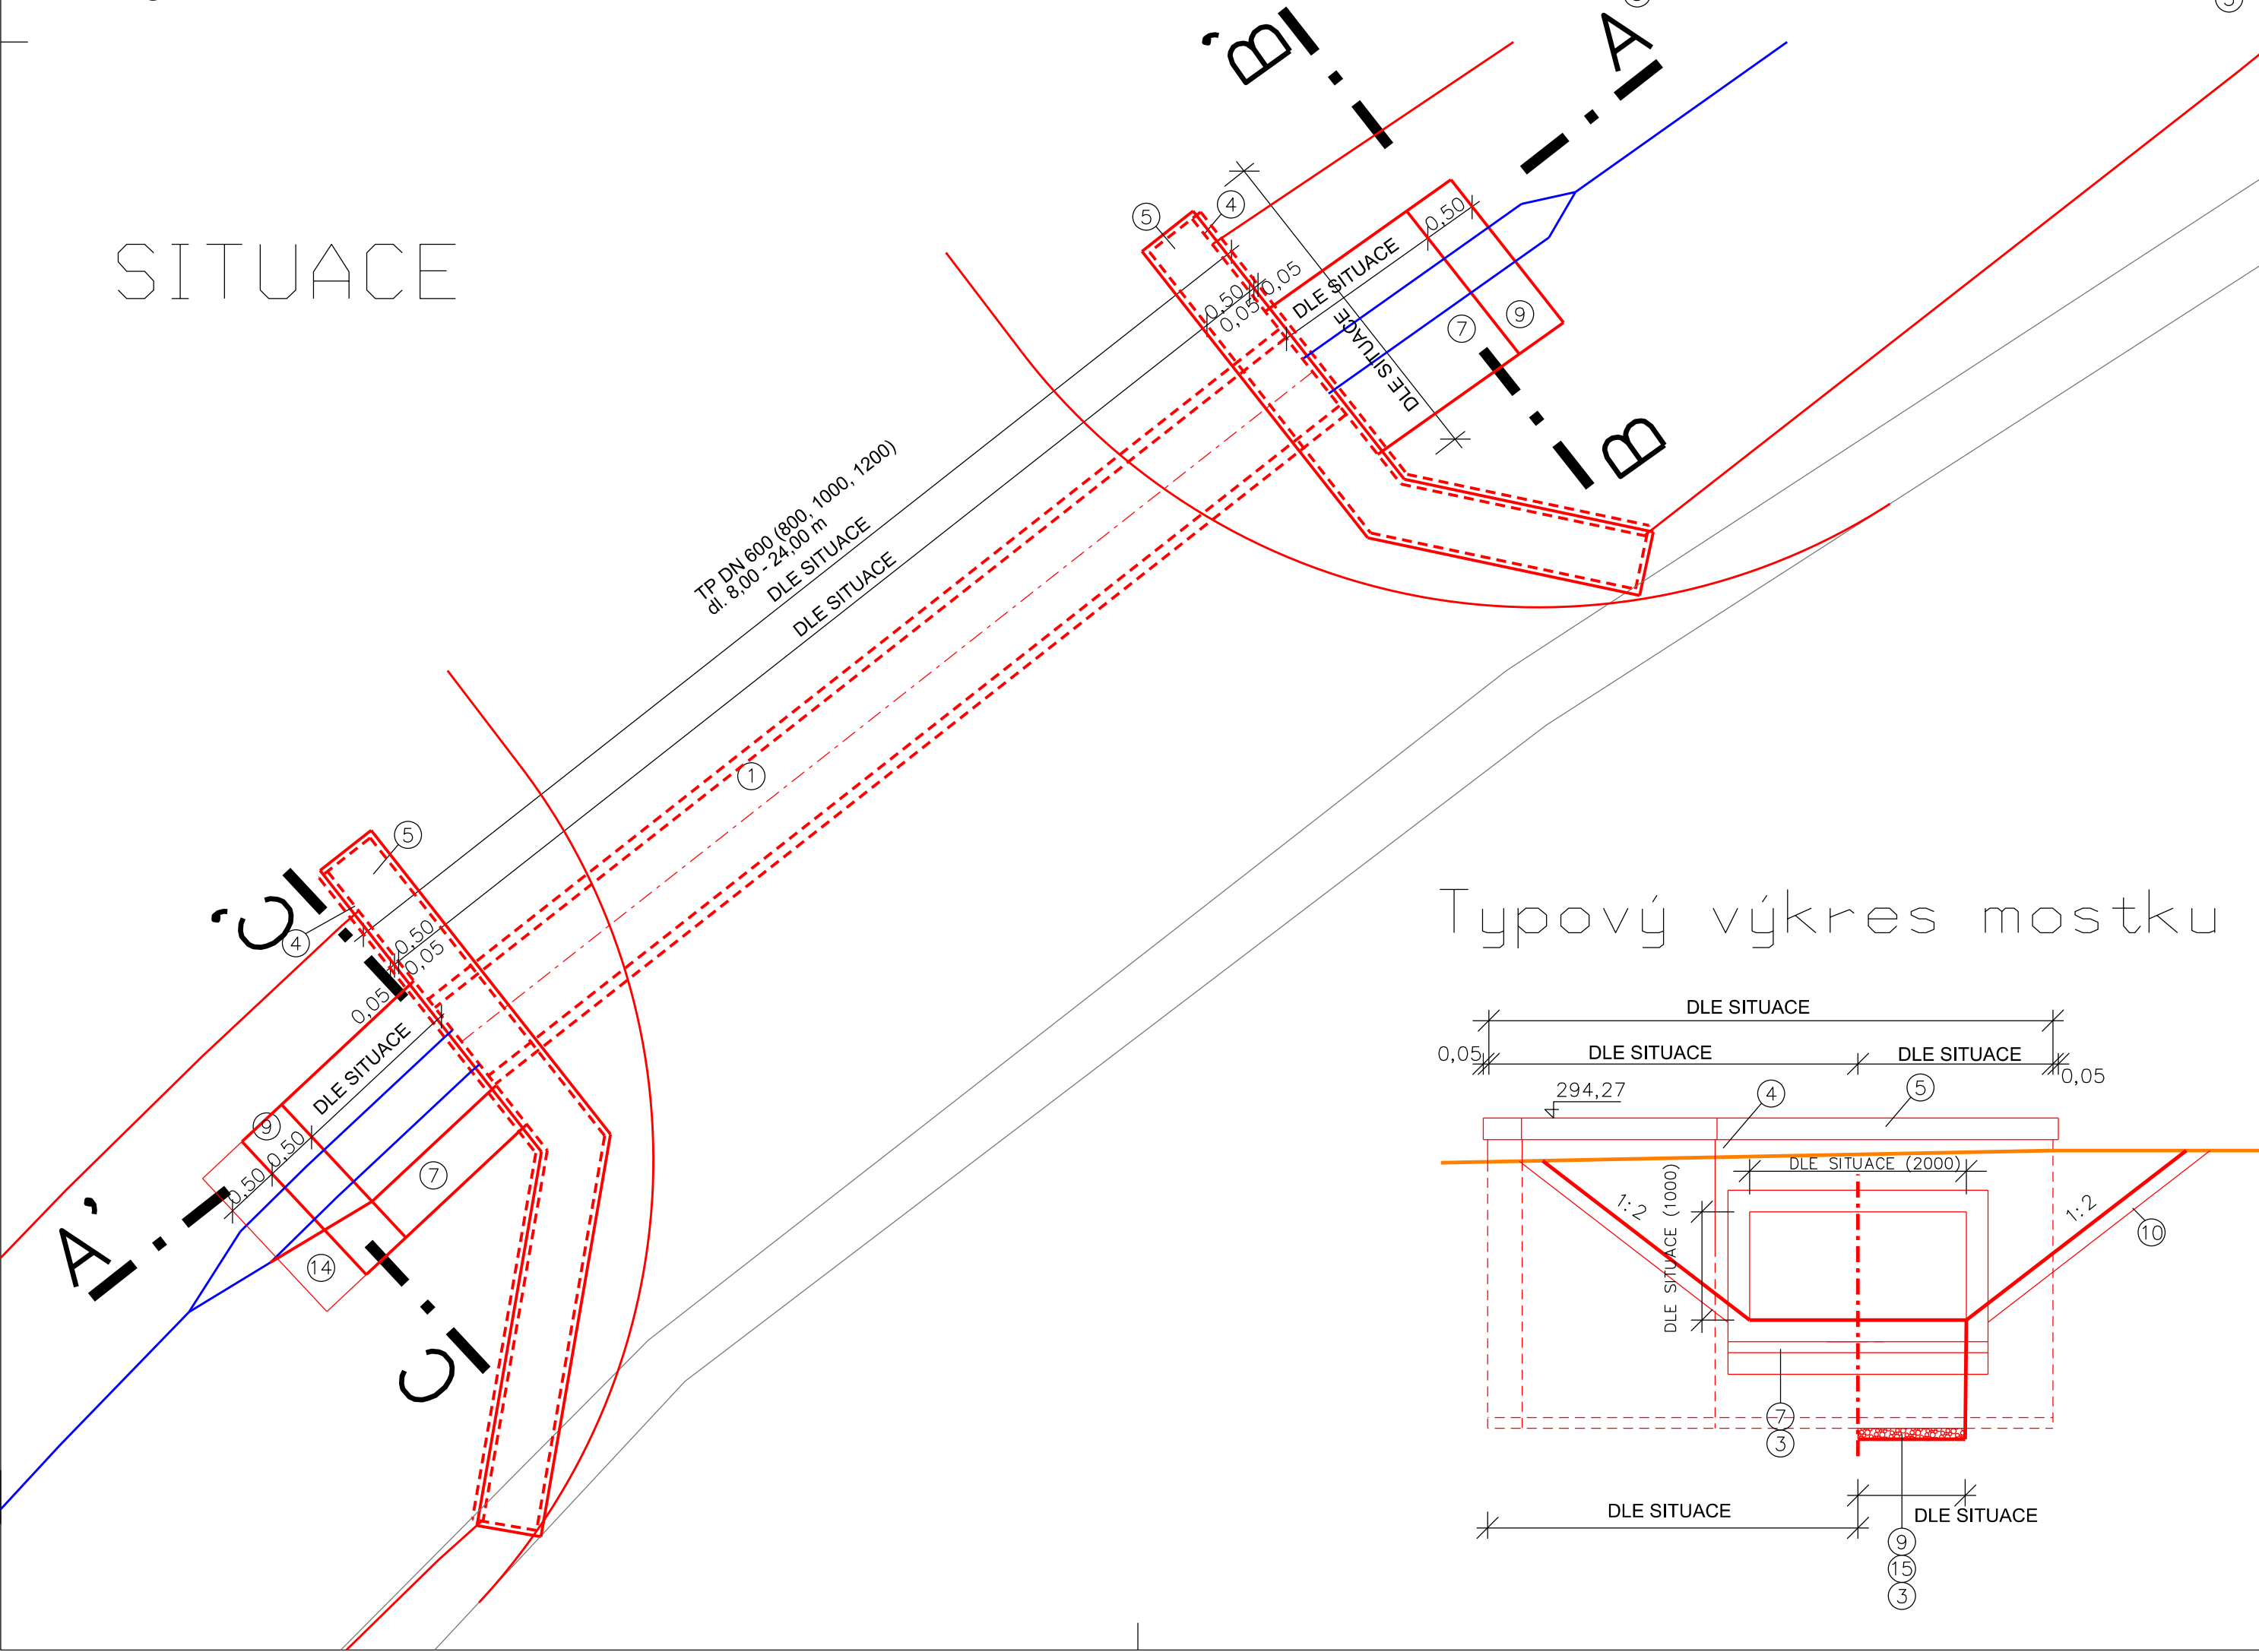 SITUACE
B'
A
5
4
0,50
DLE SITUACE
0,50
0,05
0,05
DLE SITUACE
7
9
B
TP DN 600 (800, 1000, 1200)
dl. 8,00 - 24,00 m
DLE SITUACE
DLE SITUACE
1
5
C'
4
0,50
0,05
0,05
DLE SITUACE
9
0,50
0,50
7
A'
14
C
Typový výkres mostku
DLE SITUACE
0,05
DLE SITUACE
DLE SITUACE
0,05
294,27
4
5
DLE SITUACE (2000)
DLE SITUACE (1000)
1:2
1:2
10
7
3
DLE SITUACE
DLE SITUACE
9
15
3